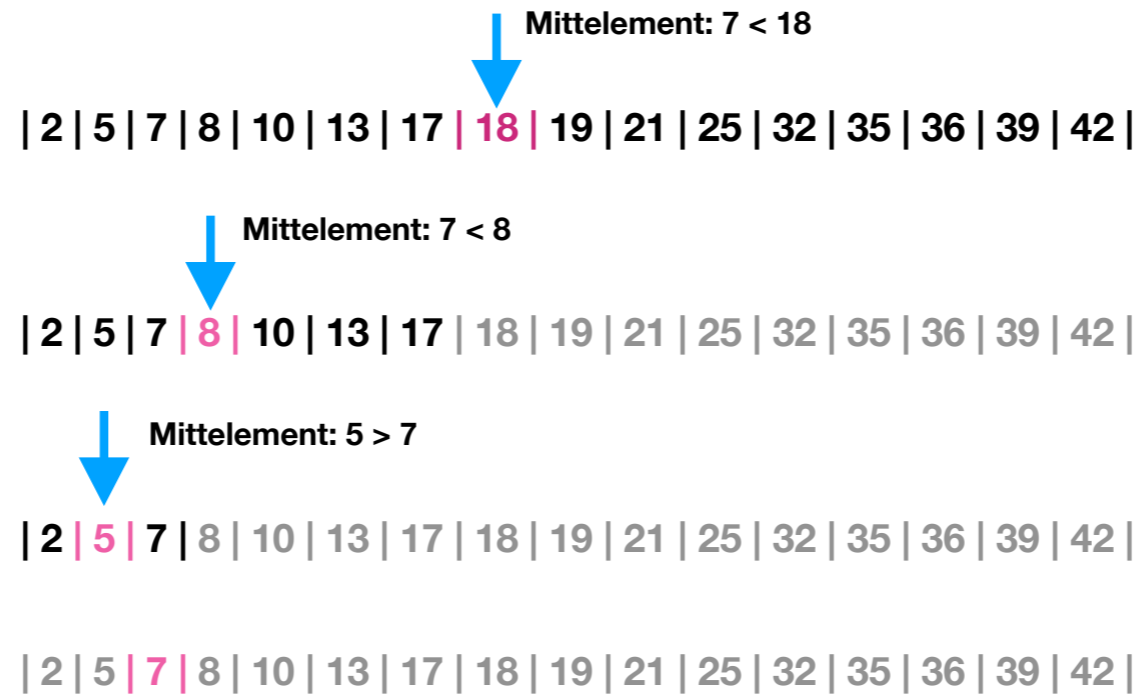 Mittelement: 7 < 18
| 2 | 5 | 7 | 8 | 10 | 13 | 17 | 18 | 19 | 21 | 25 | 32 | 35 | 36 | 39 | 42 |
Mittelement: 7 < 8
| 2 | 5 | 7 | 8 | 10 | 13 | 17 | 18 | 19 | 21 | 25 | 32 | 35 | 36 | 39 | 42 |
Mittelement: 5 > 7
| 2 | 5 | 7 | 8 | 10 | 13 | 17 | 18 | 19 | 21 | 25 | 32 | 35 | 36 | 39 | 42 |
| 2 | 5 | 7 | 8 | 10 | 13 | 17 | 18 | 19 | 21 | 25 | 32 | 35 | 36 | 39 | 42 |